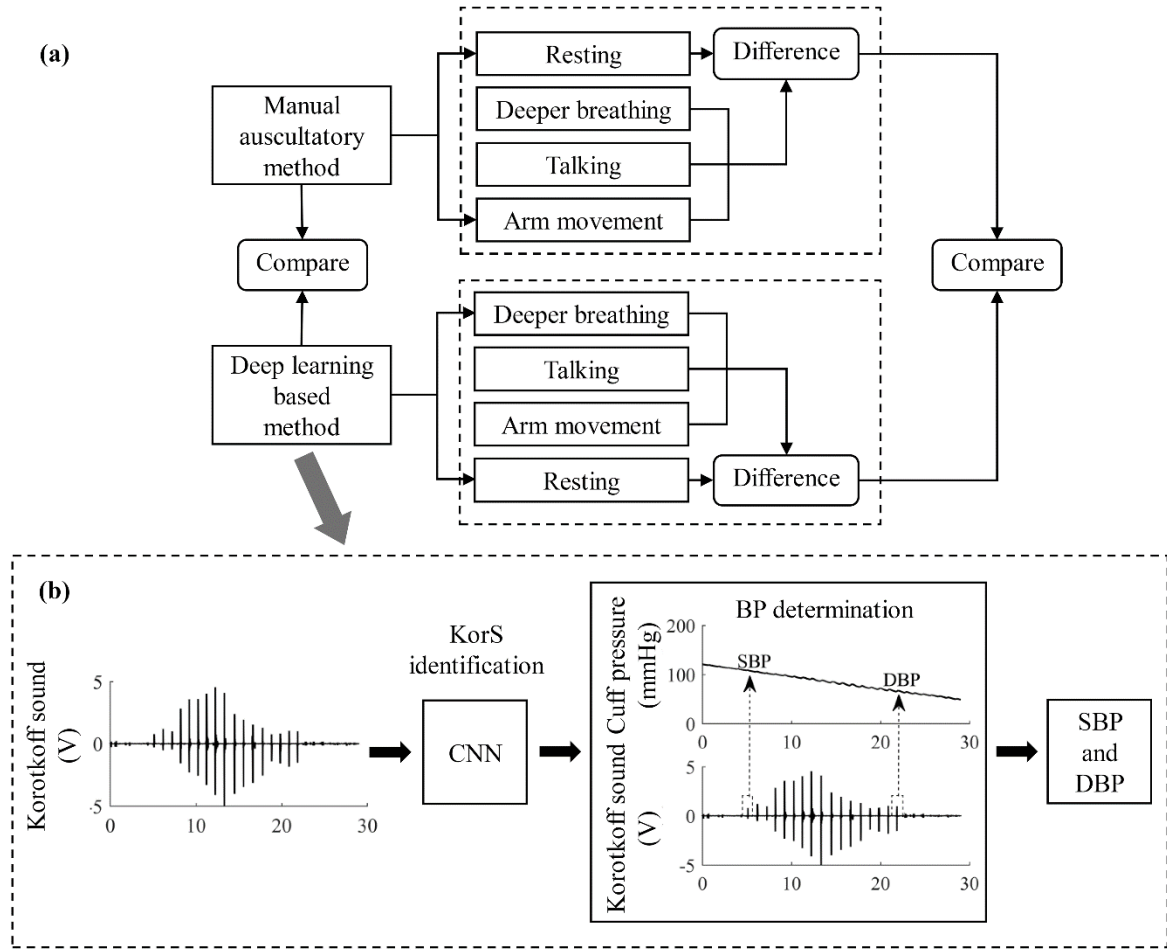 (a)
Manual
auscultatory
method
Resting
Difference
Deeper breathing
Talking
Arm movement
Compare
Compare
Deep learning
based
method
Deeper breathing
Talking
Arm movement
Resting
Difference
(b)
Korotkoff sound
(V)
5
0
-5
0
10
20
30
KorS
identification
CNN
BP determination
Cuff pressure
(mmHg)
200
100
0
SBP
DBP
0
10
20
30
Korotkoff sound
(V)
5
0
-5
0
10
20
30
SBP
and
DBP